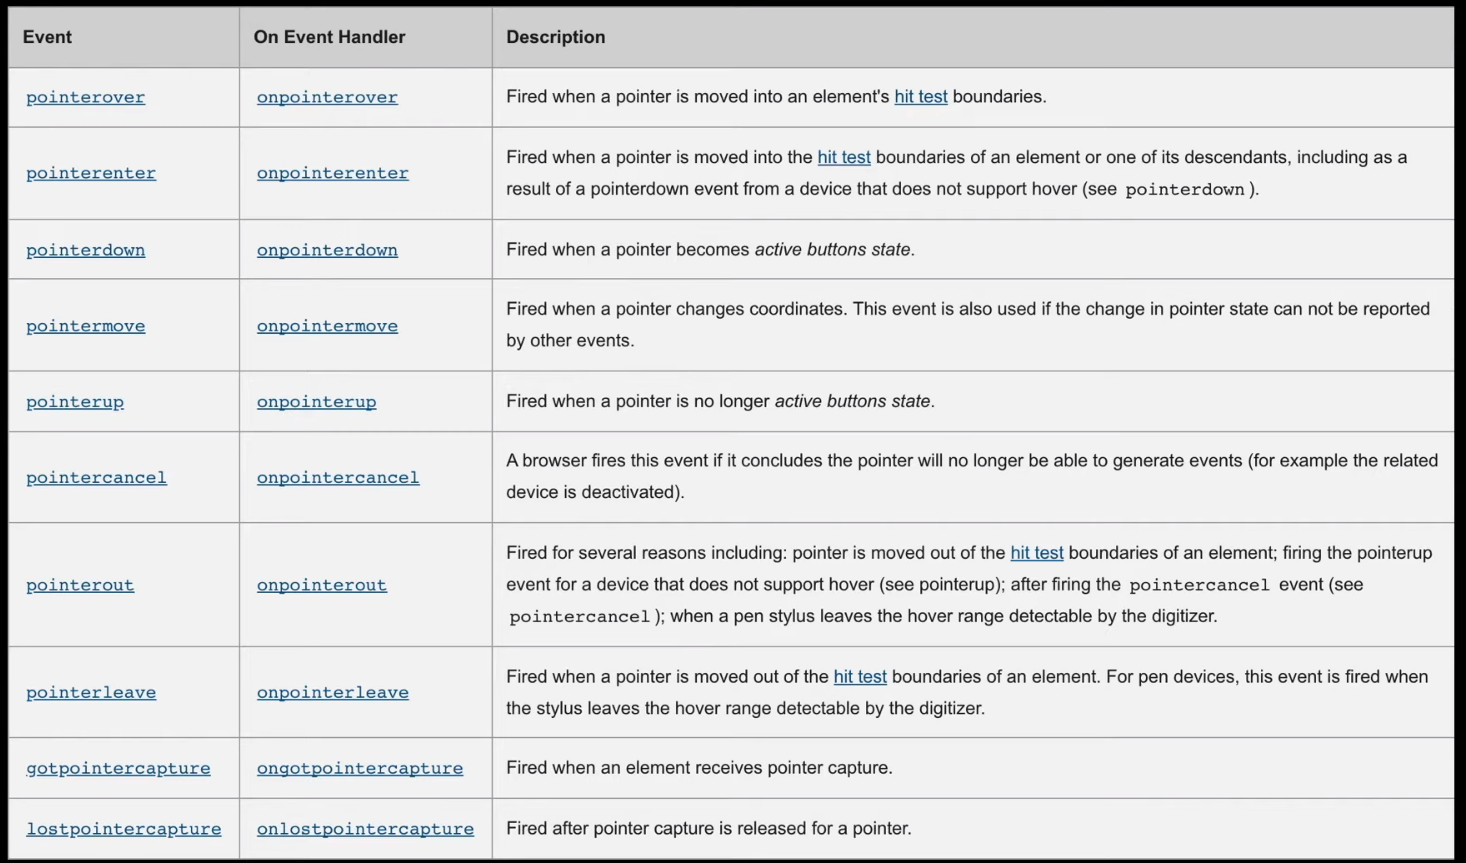 Event On Event Handler Description
pointerover onpointerover Fired when a pointer is moved into an element's hit test boundaries.
pointerenter onpointerenter Fired when a pointer is moved into the hit test boundaries of an element or one of its descendants, including as a
result of a pointerdown event from a device that does not support hover (see pointerdown ).
pointerdown onpointerdown Fired when a pointer becomes active buttons state.
pointermove onpointermove Fired when a pointer changes coordinates. This event is also used if the change in pointer state can not be reported
by other events.
pointerup onpointerup Fired when a pointer is no longer active buttons state.
pointercancel onpointercancel A browser fires this event if it concludes the pointer will no longer be able to generate events (for example the related
device is deactivated).
pointerout onpointerout Fired for several reasons including: pointer is moved out of the hit test boundaries of an element; firing the pointerup
event for a device that does not support hover (see pointerup); after firing the pointercancel event (see
pointercancel ); when a pen stylus leaves the hover range detectable by the digitizer.
pointerleave onpointerleave Fired when a pointer is moved out of the hit test boundaries of an element. For pen devices, this event is fired when
the stylus leaves the hover range detectable by the digitizer.
gotpointercapture ongotpointercapture Fired when an element receives pointer capture.
lostpointercapture onlostpointercapture Fired after pointer capture is released for a pointer.